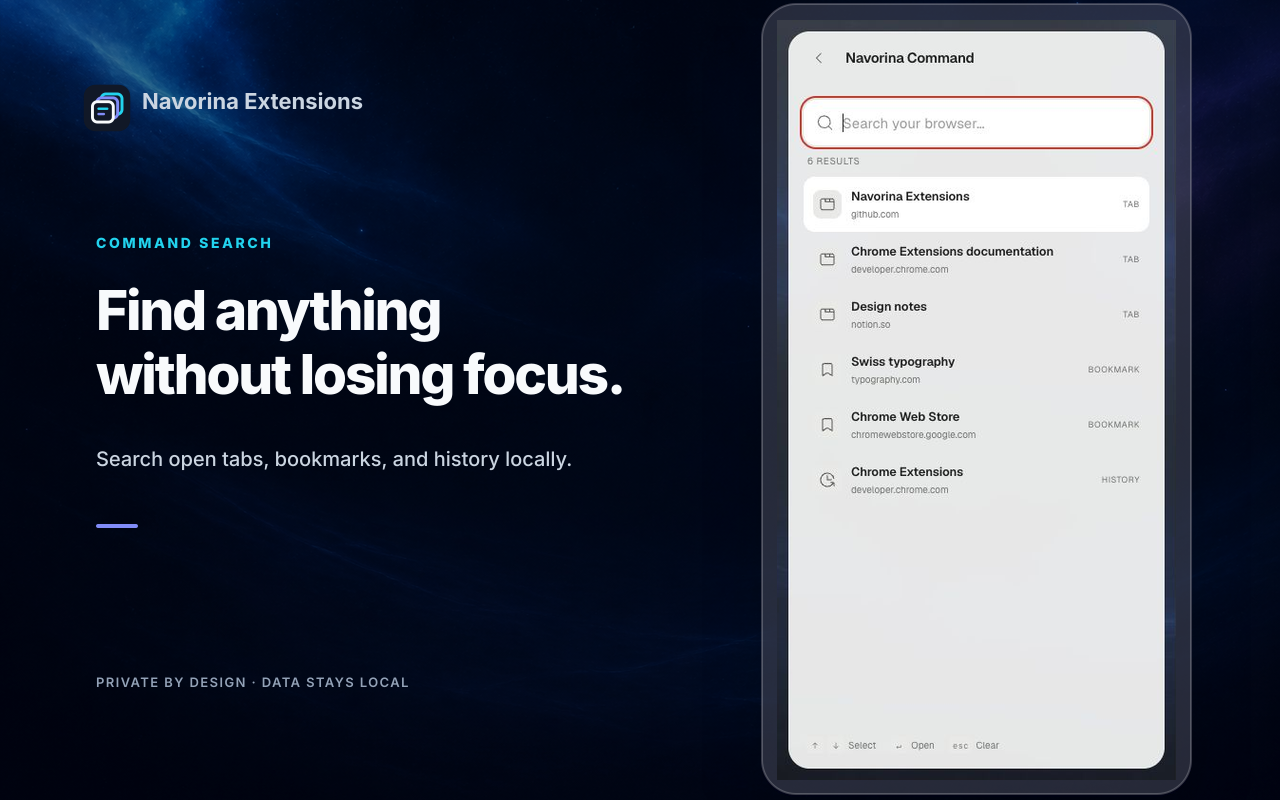 Navorina Extensions
COMMAND SEARCH
Find anything
without losing focus.
Search open tabs, bookmarks, and history locally.
PRIVATE BY DESIGN · DATA STAYS LOCAL
Navorina Command
Search your browser…
6 RESULTS
Navorina Extensions
github.com
TAB
Chrome Extensions documentation
developer.chrome.com
TAB
Design notes
notion.so
TAB
Swiss typography
typography.com
BOOKMARK
Chrome Web Store
chromewebstore.google.com
BOOKMARK
Chrome Extensions
developer.chrome.com
HISTORY
↑ ↓ Select ↵ Open esc Clear